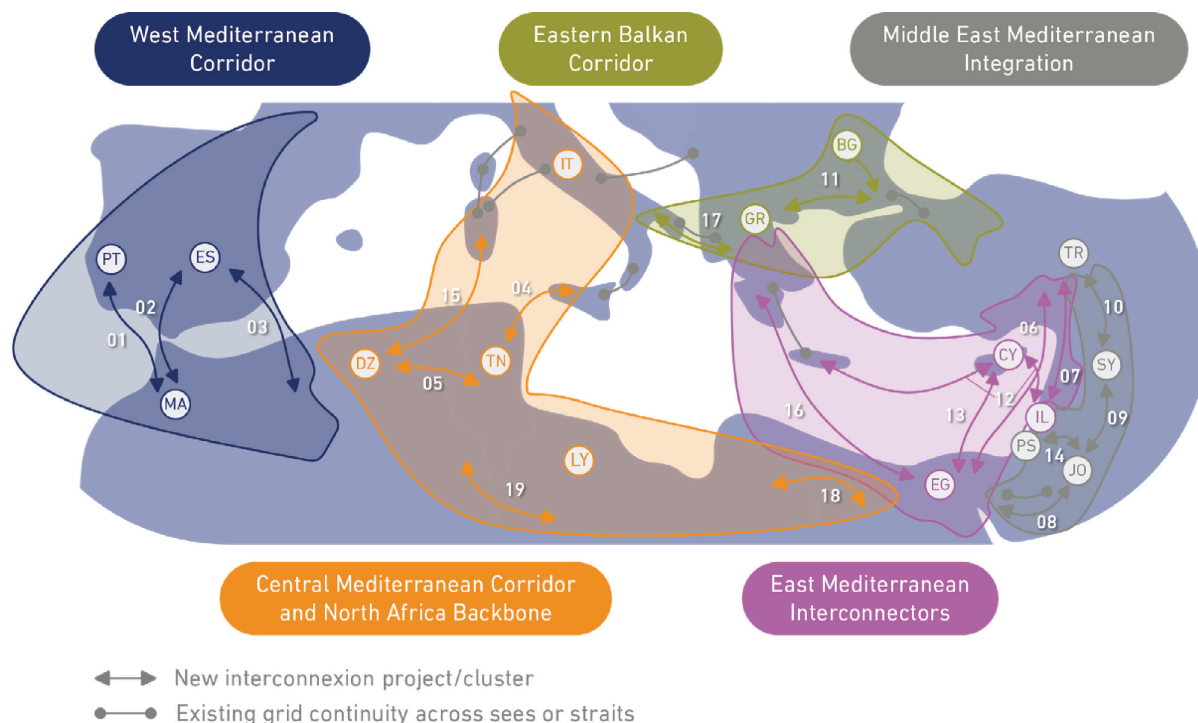 West Mediterranean
Corridor
Eastern Balkan
Corridor
Middle East Mediterranean
Integration
IT
BG
11
GR
17
PT
ES
TR
02
15
04
10
01
03
06
DZ
TN
05
CY
SY
07
MA
12
16
13
IL
09
PS
14
LY
JO
19
18
EG
08
Central Mediterranean Corridor
and North Africa Backbone
East Mediterranean
Interconnectors
New interconnexion project/cluster
Existing grid continuity across sees or straits